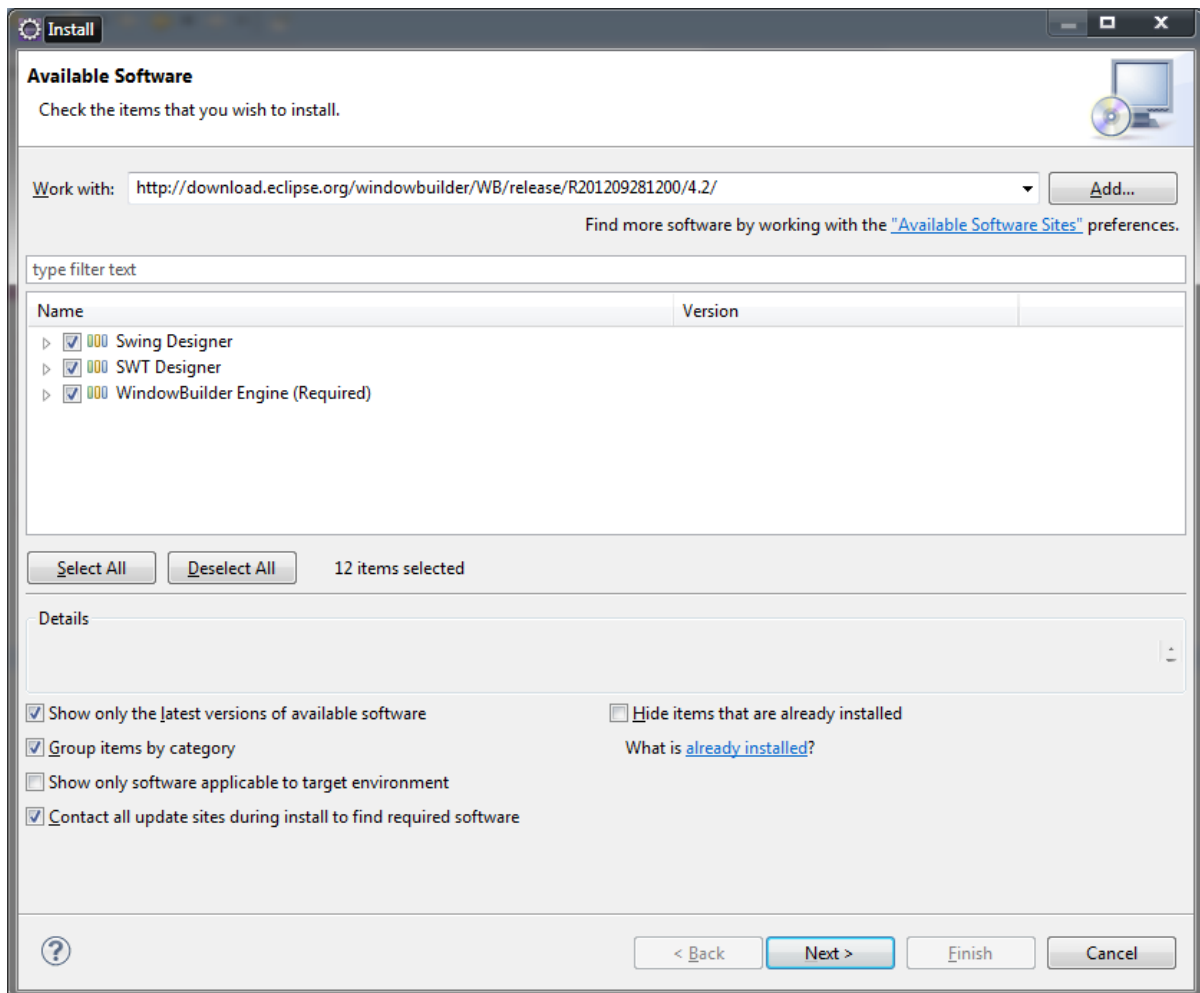 Install
Available Software
Check the items that you wish to install.
Work with: http://download.eclipse.org/windowbuilder/WB/release/R201209281200/4.2/ Add...
Find more software by working with the "Available Software Sites" preferences.
type filter text
Name Version
Swing Designer
SWT Designer
WindowBuilder Engine (Required)
Select All Deselect All 12 items selected
Details
Show only the latest versions of available software Hide items that are already installed
Group items by category What is already installed?
Show only software applicable to target environment
Contact all update sites during install to find required software
? < Back Next > Finish Cancel